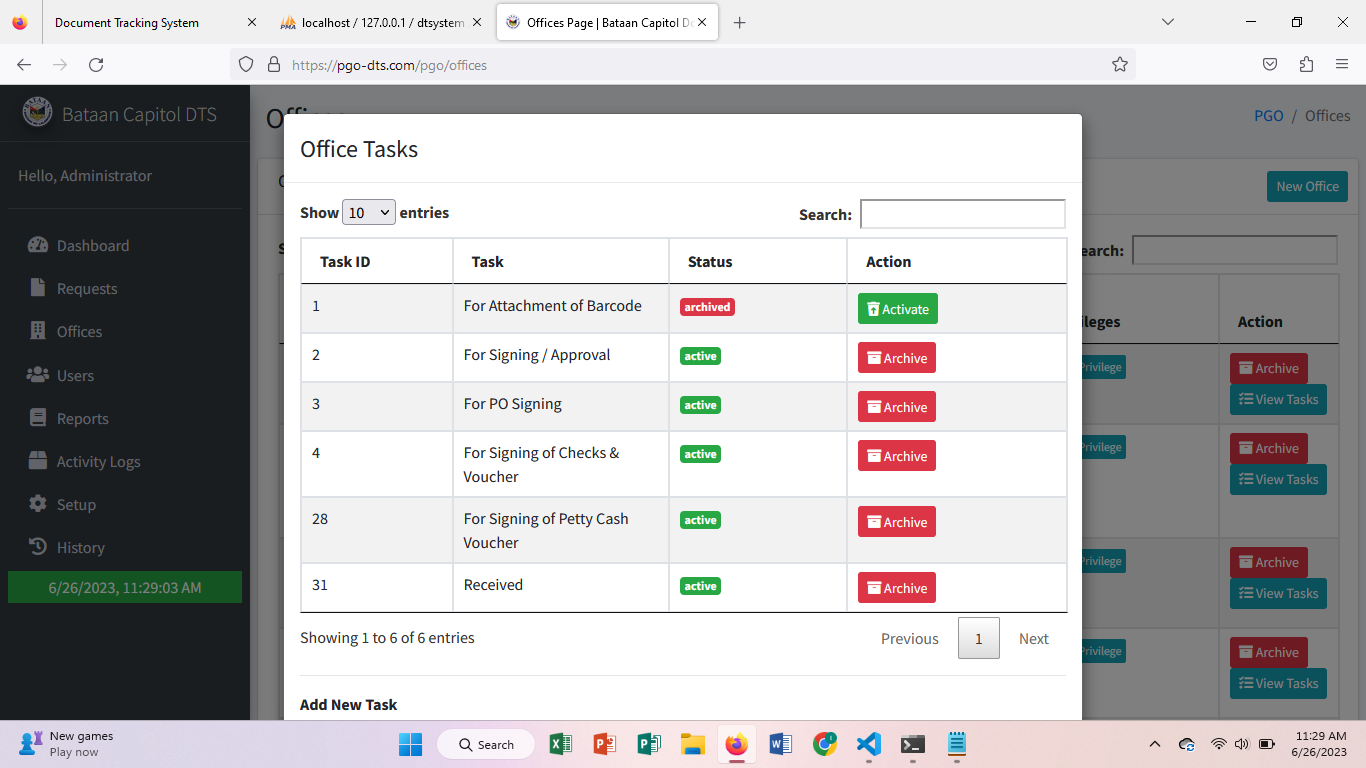 Document Tracking System
localhost / 127.0.0.1 / dtsystem
Offices Page | Bataan Capitol Do
https://pgo-dts.com/pgo/offices
Bataan Capitol DTS
Hello, Administrator
Dashboard
Requests
Offices
Users
Reports
Activity Logs
Setup
History
6/26/2023, 11:29:03 AM
PGO / Offices
New Office
Office Tasks
Show 10 entries
Search:
Task ID Task Status Action
1 For Attachment of Barcode archived Activate
2 For Signing / Approval active Archive
3 For PO Signing active Archive
4 For Signing of Checks &
Voucher active Archive
28 For Signing of Petty Cash
Voucher active Archive
31 Received active Archive
Showing 1 to 6 of 6 entries
Previous 1 Next
Add New Task
earch:
ileges Action
Privilege Archive
View Tasks
Privilege Archive
View Tasks
Privilege Archive
View Tasks
Privilege Archive
View Tasks
New games
Play now
Search
11:29 AM
6/26/2023